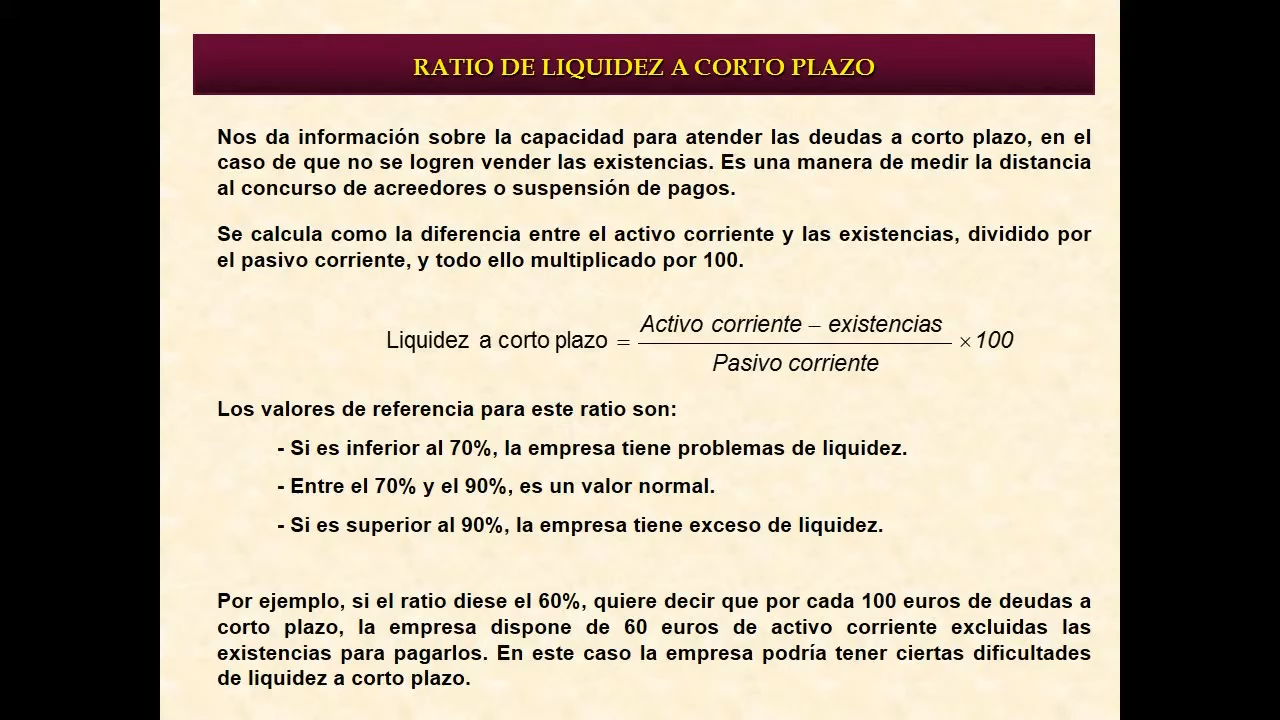 RATIO DE LIQUIDEZ A CORTO PLAZO
Nos da información sobre la capacidad para atender las deudas a corto plazo, en el
caso de que no se logren vender las existencias. Es una manera de medir la distancia
al concurso de acreedores o suspensión de pagos.
Se calcula como la diferencia entre el activo corriente y las existencias, dividido por
el pasivo corriente, y todo ello multiplicado por 100.
Activo corriente – existencias
Liquidez a corto plazo = × 100
Pasivo corriente
Los valores de referencia para este ratio son:
- Si es inferior al 70%, la empresa tiene problemas de liquidez.
- Entre el 70% y el 90%, es un valor normal.
- Si es superior al 90%, la empresa tiene exceso de liquidez.
Por ejemplo, si el ratio diese el 60%, quiere decir que por cada 100 euros de deudas a
corto plazo, la empresa dispone de 60 euros de activo corriente excluidas las
existencias para pagarlos. En este caso la empresa podría tener ciertas dificultades
de liquidez a corto plazo.